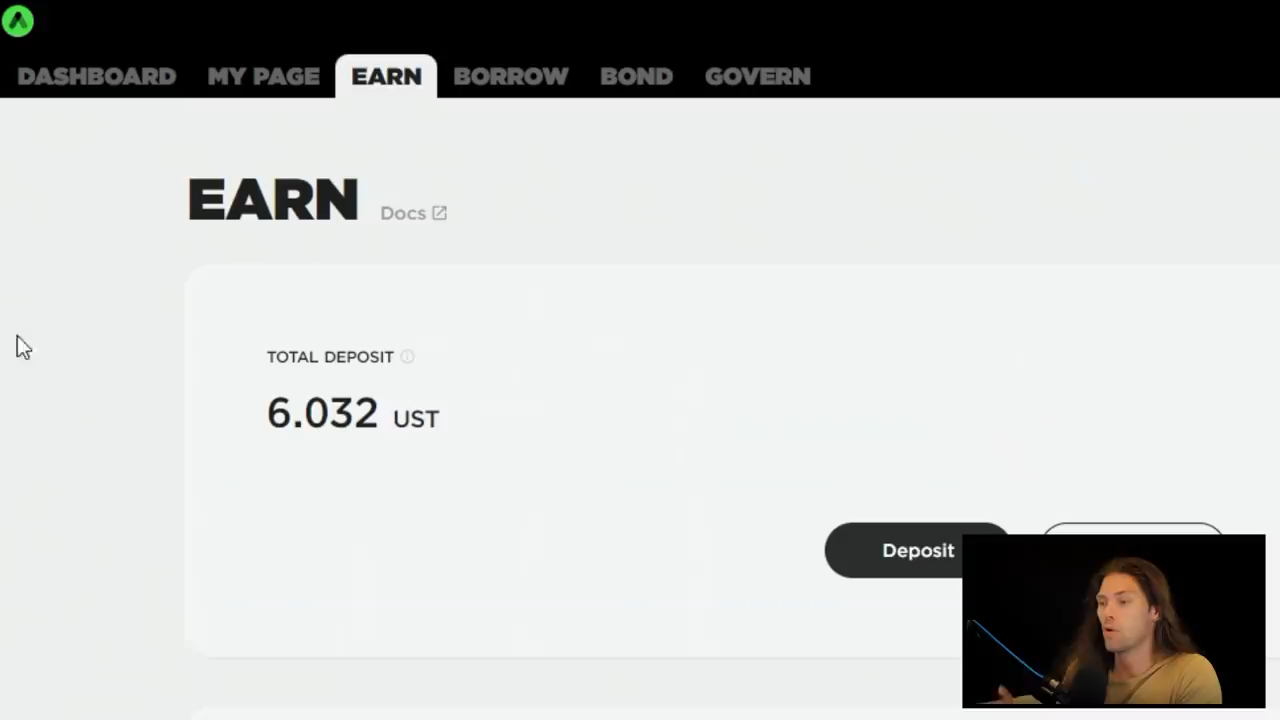 DASHBOARD MY PAGE EARN BORROW BOND GOVERN
EARN Docs
TOTAL DEPOSIT
6.032 UST
Deposit